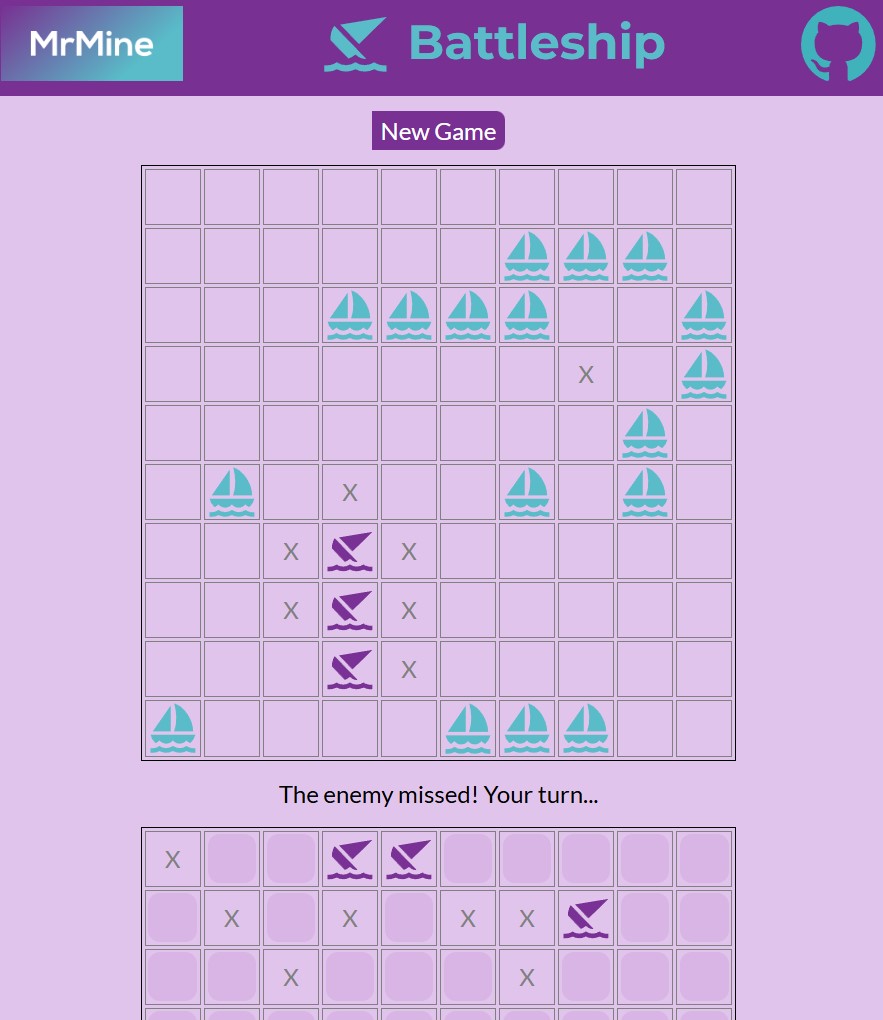 MrMine
Battleship
New Game
X
X
X X
X X
X
The enemy missed! Your turn...
X
X X X X
X X